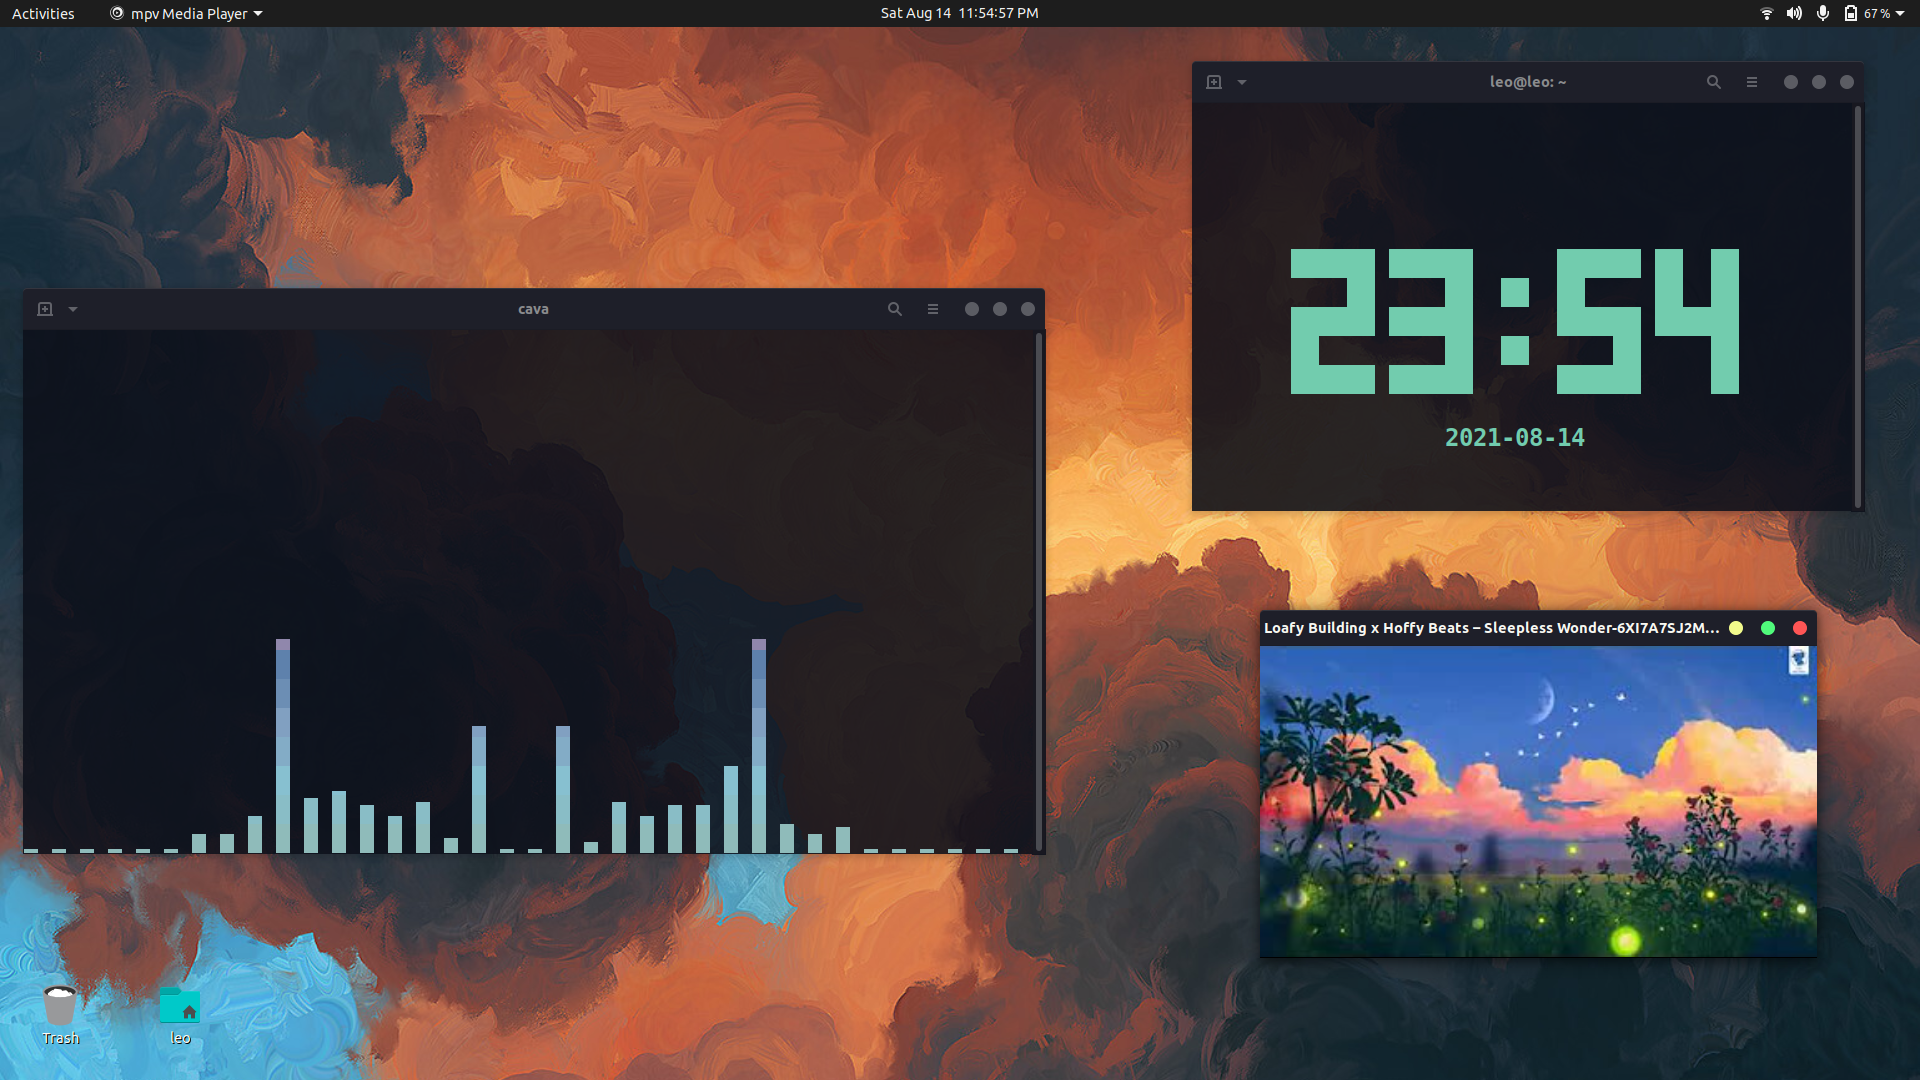 Activities mpv Media Player Sat Aug 14 11:54:57 PM 67 %
leo@leo: ~
23:54
2021-08-14
cava
Loafy Building x Hoffy Beats – Sleepless Wonder-6XI7A7SJ2M...
Trash leo